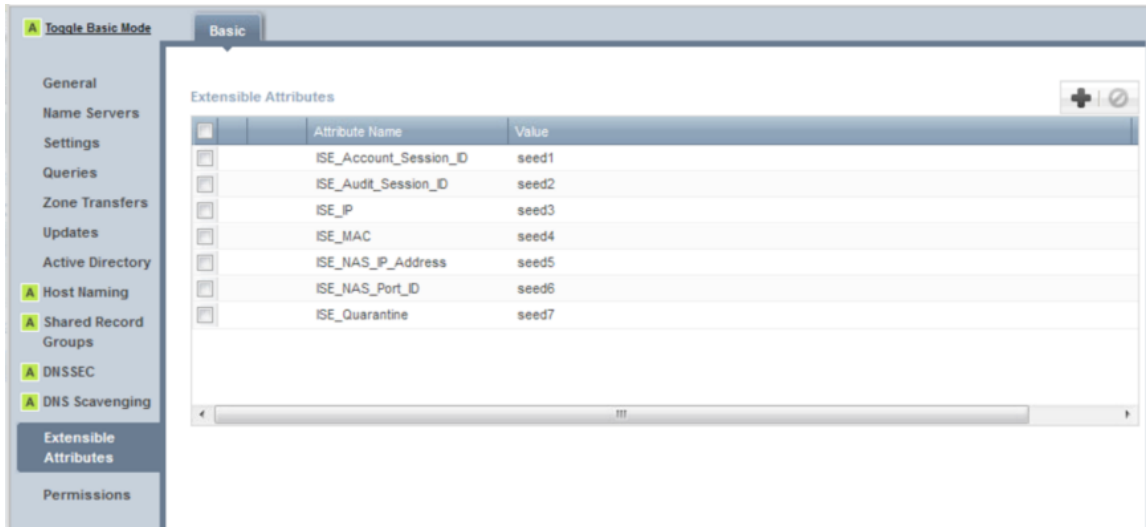 A Toggle Basic Mode
Basic
General
Name Servers
Settings
Queries
Zone Transfers
Updates
Active Directory
A Host Naming
A Shared Record
Groups
A DNSSEC
A DNS Scavenging
Extensible
Attributes
Permissions
Extensible Attributes
Attribute Name Value
ISE_Account_Session_ID seed1
ISE_Audit_Session_ID seed2
ISE_IP seed3
ISE_MAC seed4
ISE_NAS_IP_Address seed5
ISE_NAS_Port_ID seed6
ISE_Quarantine seed7